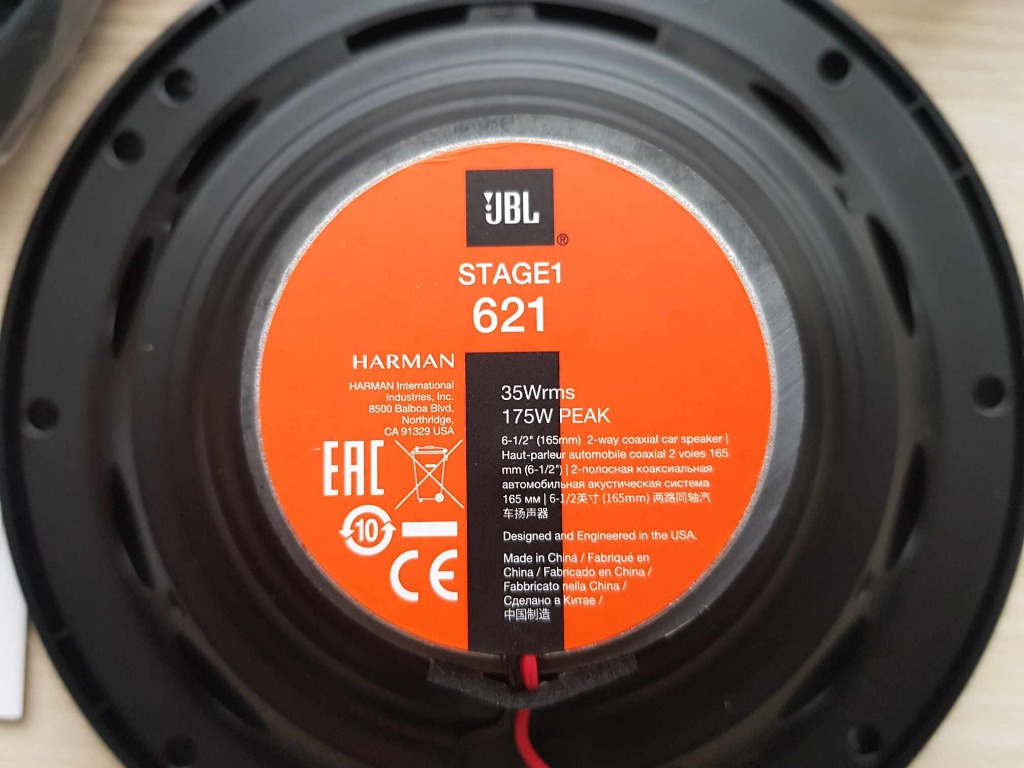 JBL
®
STAGE1
621
HARMAN
HARMAN International
Industries, Inc.
8500 Balboa Blvd,
Northridge,
CA 91329 USA
EAC
10
CE
35Wrms
175W PEAK
6-1/2" (165mm) 2-way coaxial car speaker |
Haut-parleur automobile coaxial 2 voies 165
mm (6-1/2") | 2-полосная коаксиальная
автомобильная акустическая система
165 мм | 6-1/2英寸 (165mm) 两路同轴汽
车扬声器
Designed and Engineered in the USA.
Made in China / Fabriqué en
China / Fabricado en China /
Fabbricato nella China /
Сделано в Китае /
中国制造